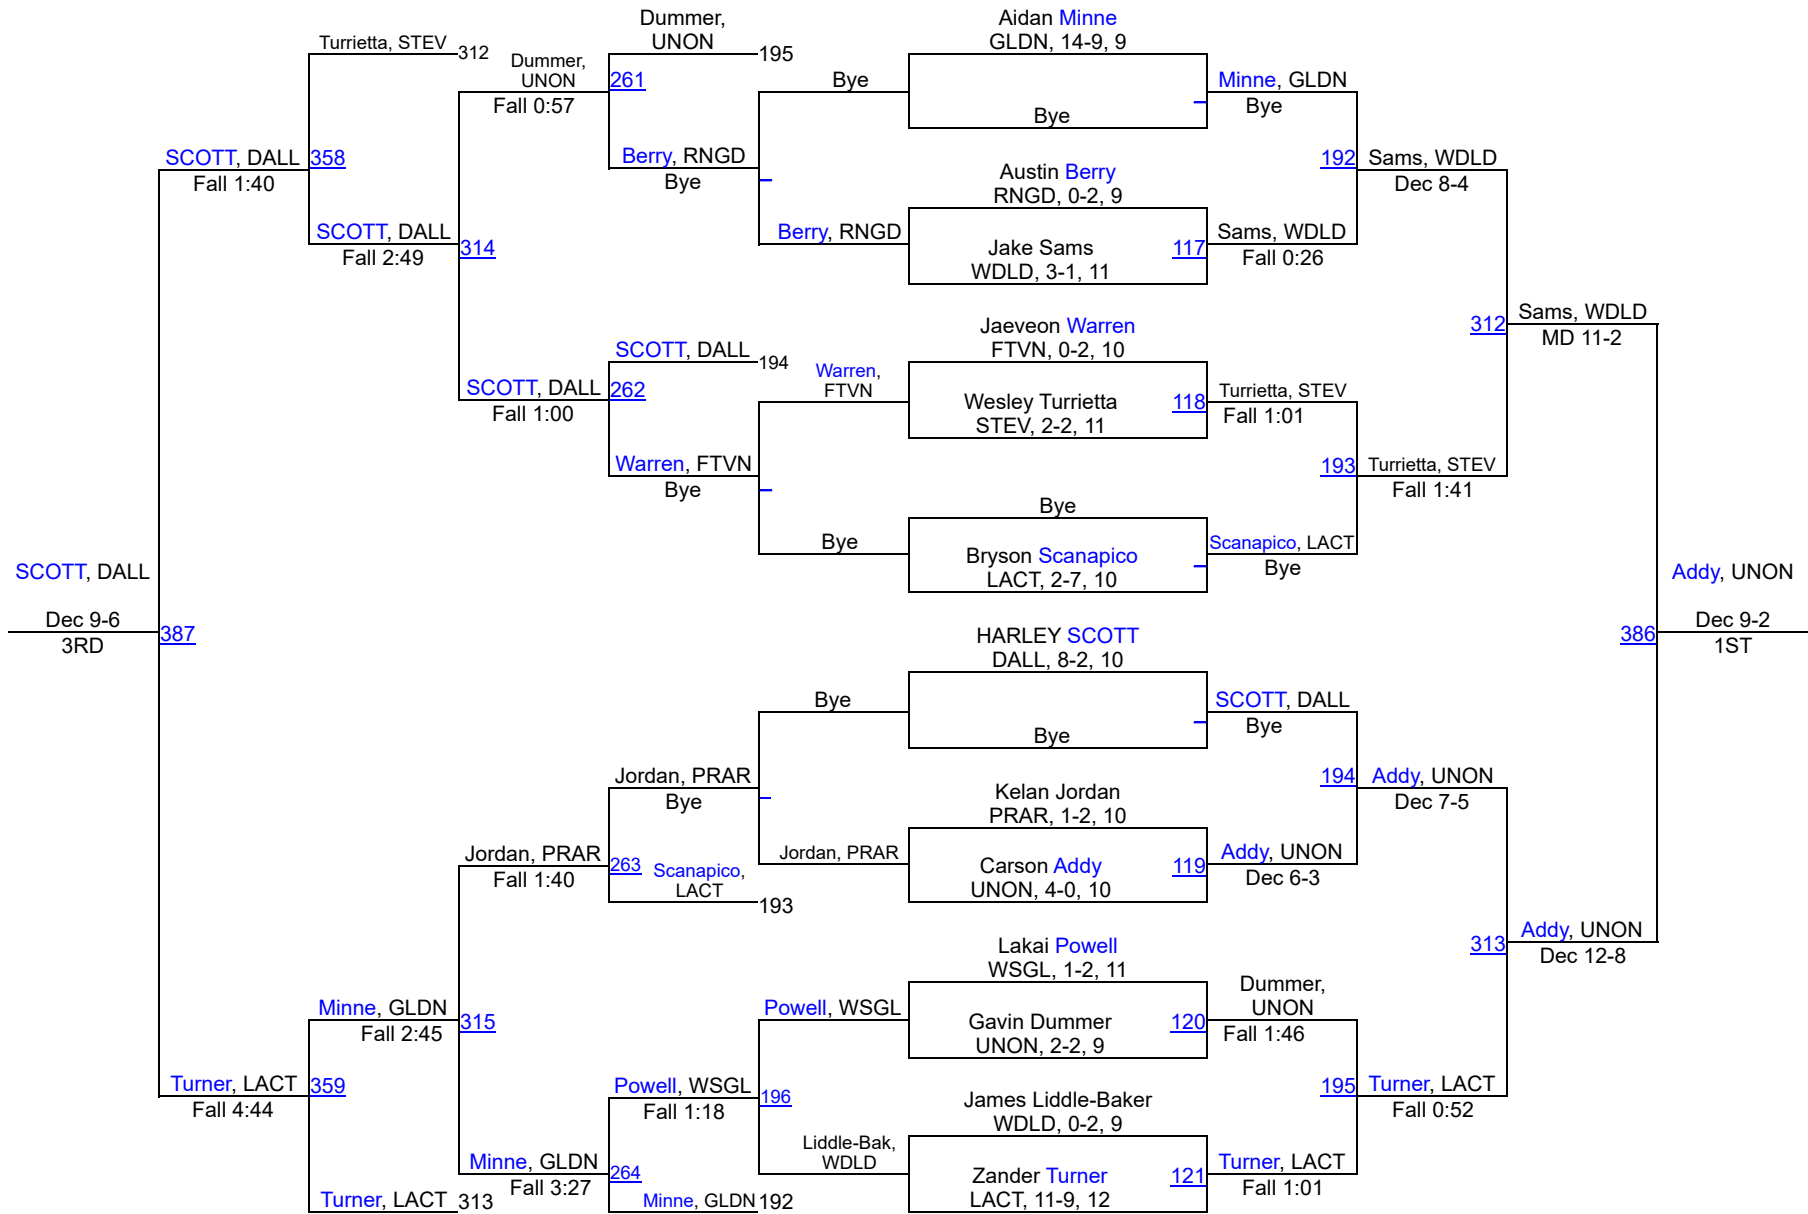 Dummer,
UNON
195
Aidan Minne
GLDN, 14-9, 9
Turrietta, STEV
312
Dummer,
UNON
Fall 0:57
261
Bye
Bye
Minne, GLDN
Bye
SCOTT, DALL
Fall 1:40
358
Berry, RNGD
Bye
Austin Berry
RNGD, 0-2, 9
192
Sams, WDLD
Dec 8-4
SCOTT, DALL
Fall 2:49
314
Berry, RNGD
Jake Sams
WDLD, 3-1, 11
117
Sams, WDLD
Fall 0:26
Jaeveon Warren
FTVN, 0-2, 10
312
Sams, WDLD
MD 11-2
SCOTT, DALL
194
SCOTT, DALL
Fall 1:00
262
Warren,
FTVN
Wesley Turrietta
STEV, 2-2, 11
118
Turrietta, STEV
Fall 1:01
Warren, FTVN
Bye
193
Turrietta, STEV
Fall 1:41
Bye
Bye
Bryson Scanapico
LACT, 2-7, 10
Scanapico, LACT
Bye
SCOTT, DALL
Dec 9-6
3RD
387
Addy, UNON
Dec 9-2
1ST
386
HARLEY SCOTT
DALL, 8-2, 10
Bye
Bye
SCOTT, DALL
Bye
Jordan, PRAR
Bye
Kelan Jordan
PRAR, 1-2, 10
194
Addy, UNON
Dec 7-5
Jordan, PRAR
Fall 1:40
263
Scanapico,
LACT
193
Jordan, PRAR
Carson Addy
UNON, 4-0, 10
119
Addy, UNON
Dec 6-3
Lakai Powell
WSGL, 1-2, 11
313
Addy, UNON
Dec 12-8
Minne, GLDN
Fall 2:45
315
Powell, WSGL
Gavin Dummer
UNON, 2-2, 9
120
Dummer,
UNON
Fall 1:46
Turner, LACT
Fall 4:44
359
Powell, WSGL
Fall 1:18
196
James Liddle-Baker
WDLD, 0-2, 9
195
Turner, LACT
Fall 0:52
Minne, GLDN
Fall 3:27
264
Liddle-Bak,
WDLD
Zander Turner
LACT, 11-9, 12
121
Turner, LACT
Fall 1:01
Turner, LACT
313
Minne, GLDN
192